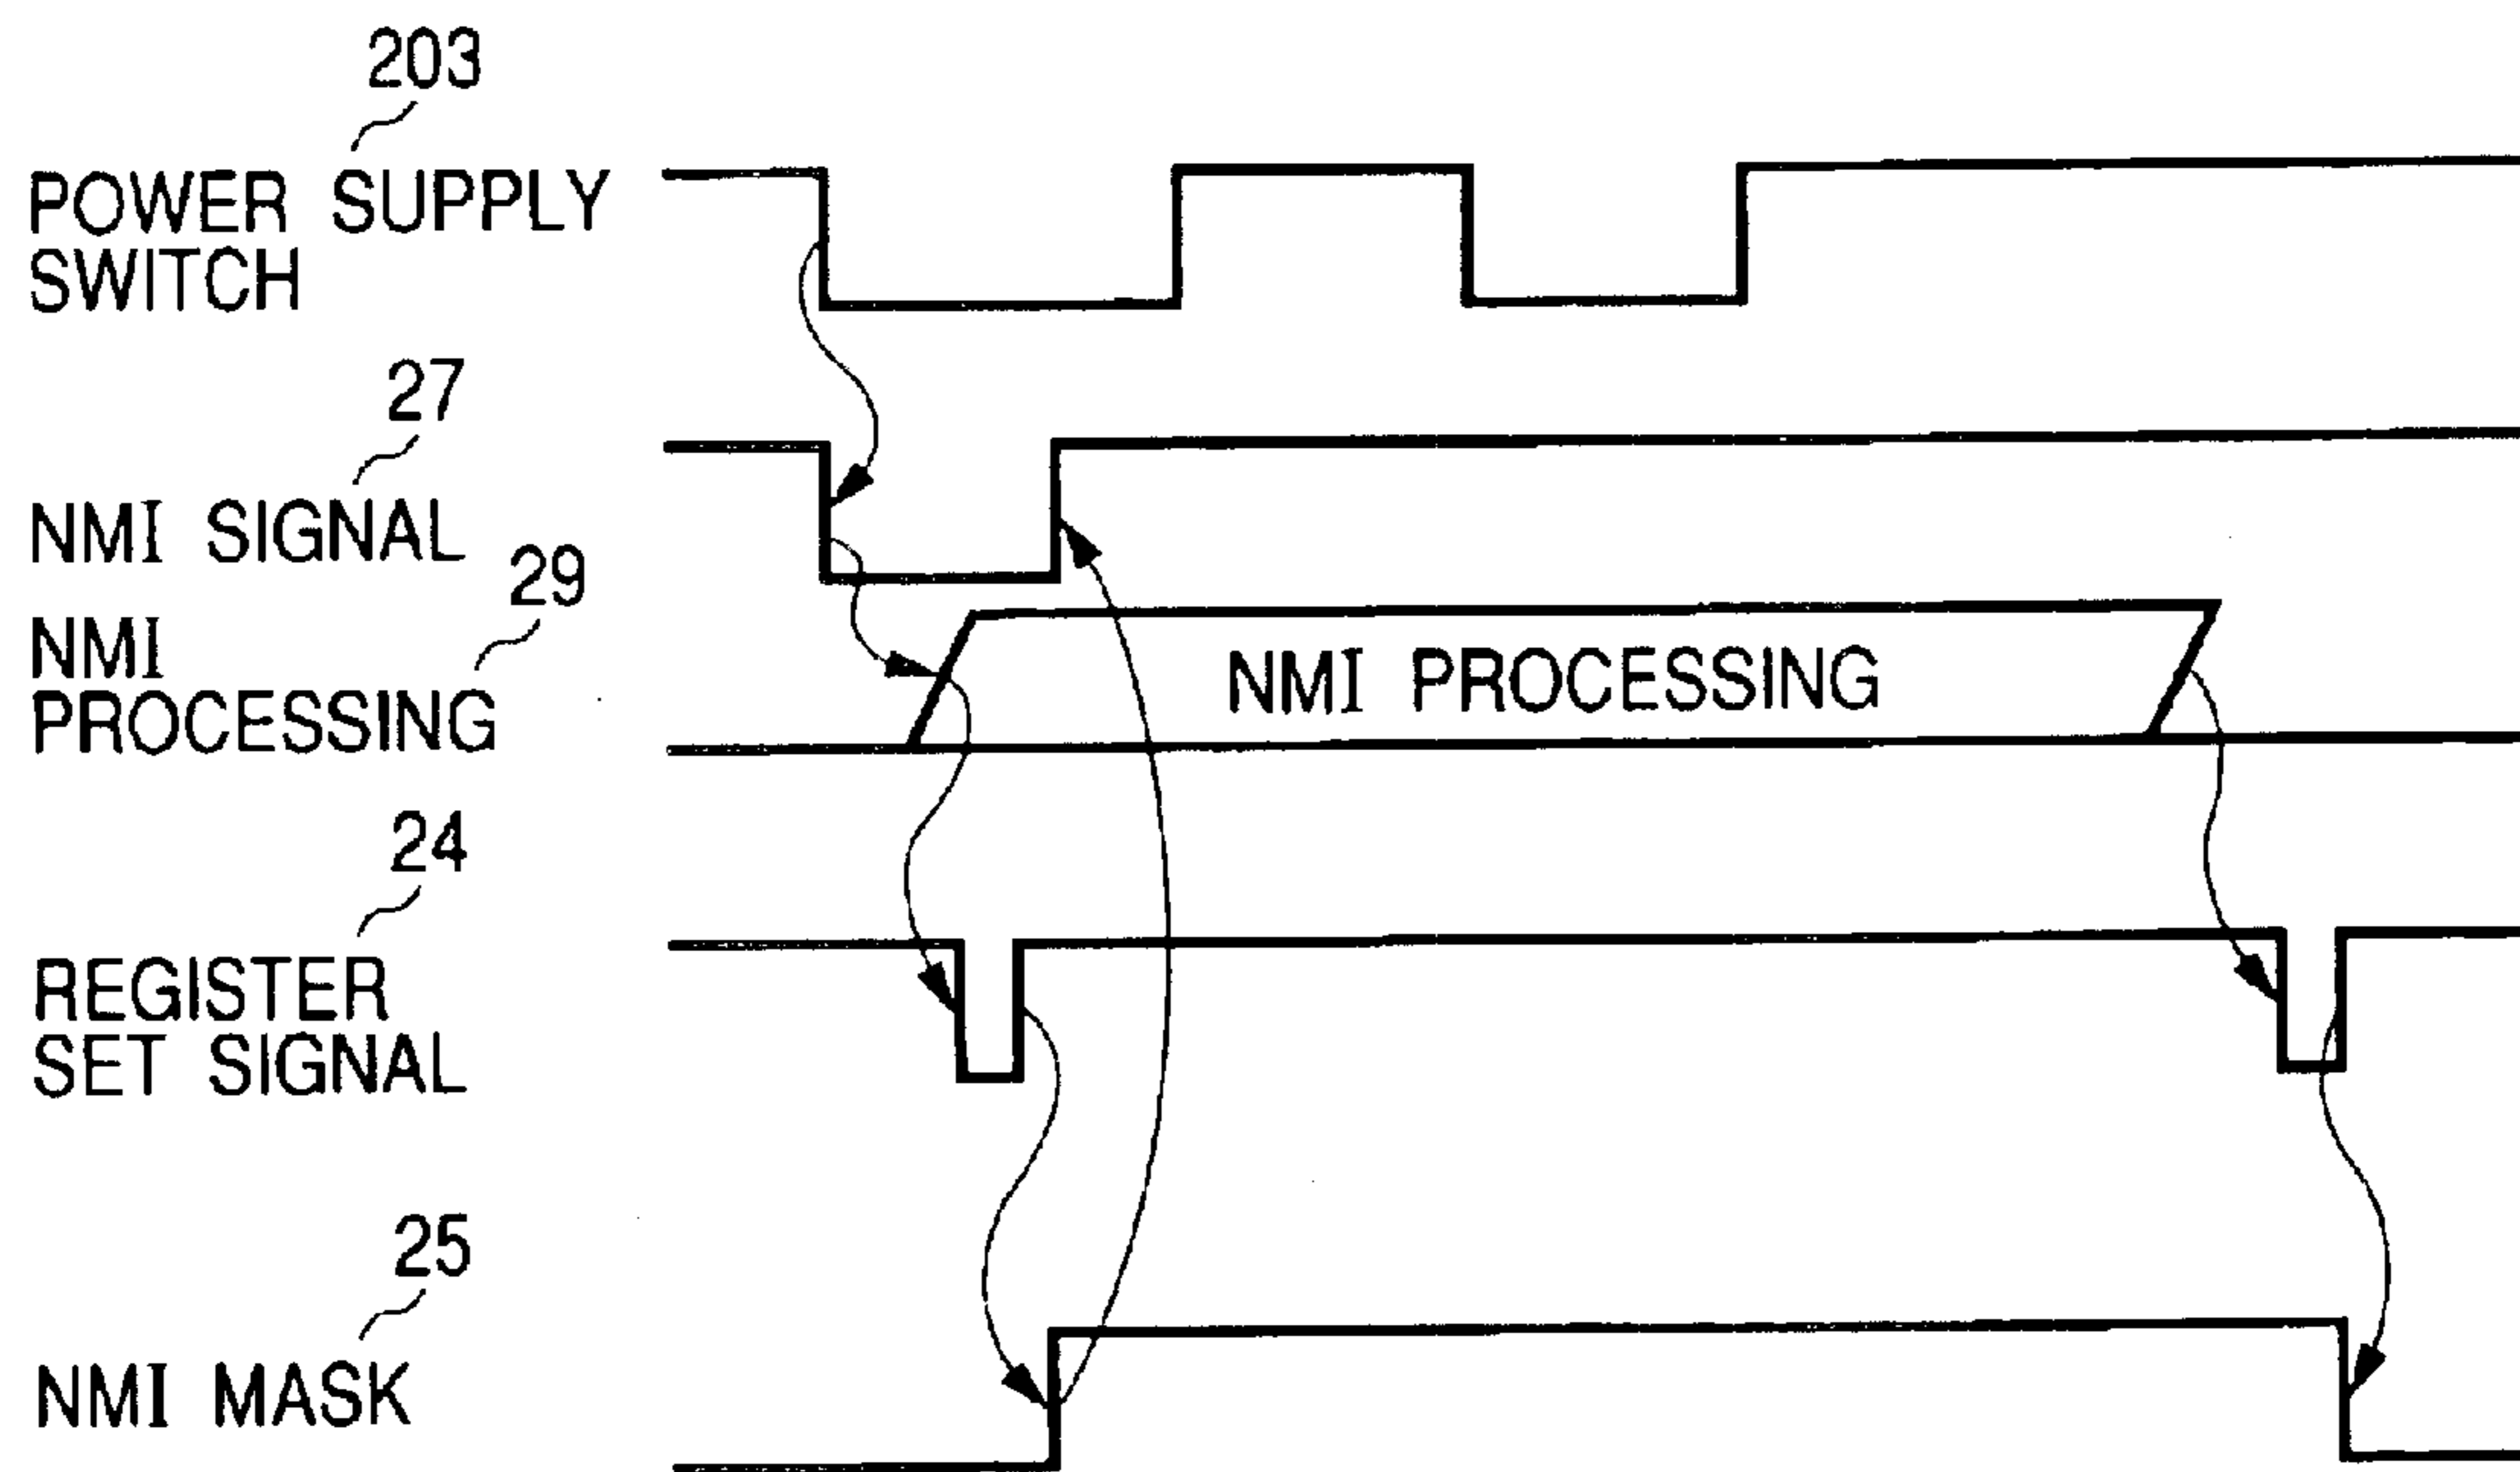 203
POWER SUPPLY
SWITCH
27
NMI SIGNAL
29
NMI
PROCESSING
NMI PROCESSING
24
REGISTER
SET SIGNAL
25
NMI MASK